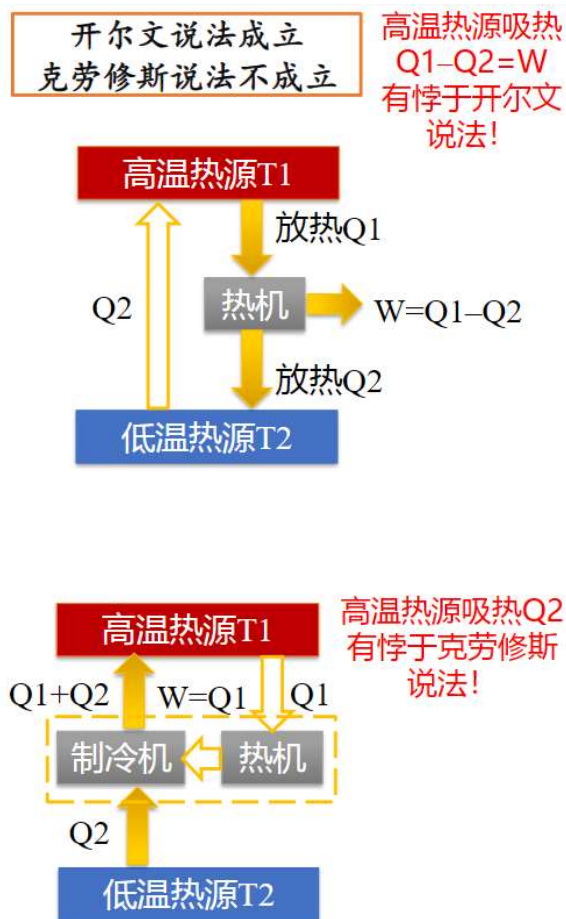 开尔文说法成立
克劳修斯说法不成立
高温热源吸热
Q1–Q2=W
有悖于开尔文
说法！
高温热源T1
放热Q1
Q2
热机
W=Q1–Q2
放热Q2
低温热源T2
高温热源吸热Q2
有悖于克劳修斯
说法！
高温热源T1
Q1+Q2
W=Q1
Q1
制冷机
热机
Q2
低温热源T2